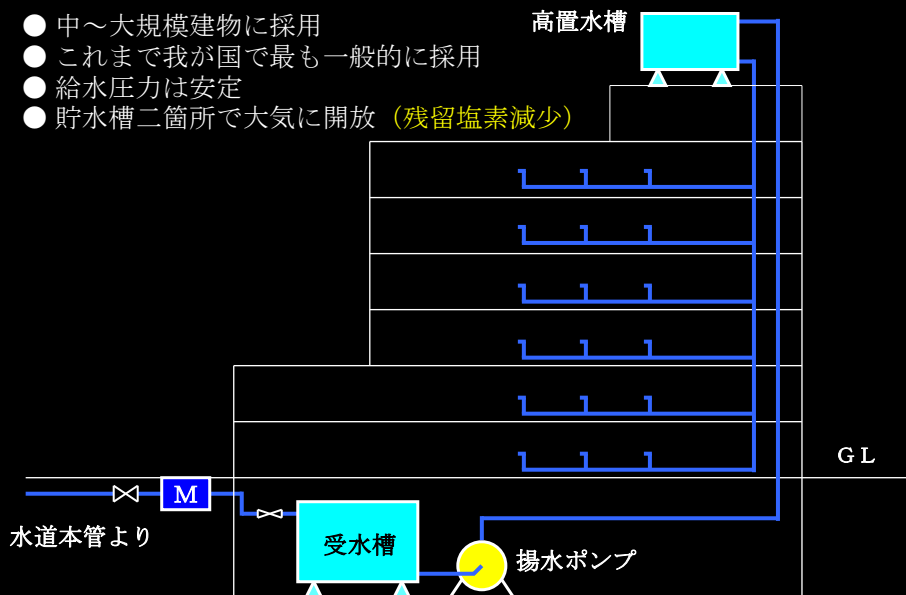 ● 中～大規模建物に採用
● これまで我が国で最も一般的に採用
● 給水圧力は安定
● 貯水槽二箇所で大気に開放（残留塩素減少）
高置水槽
GL
M
水道本管より
受水槽
揚水ポンプ